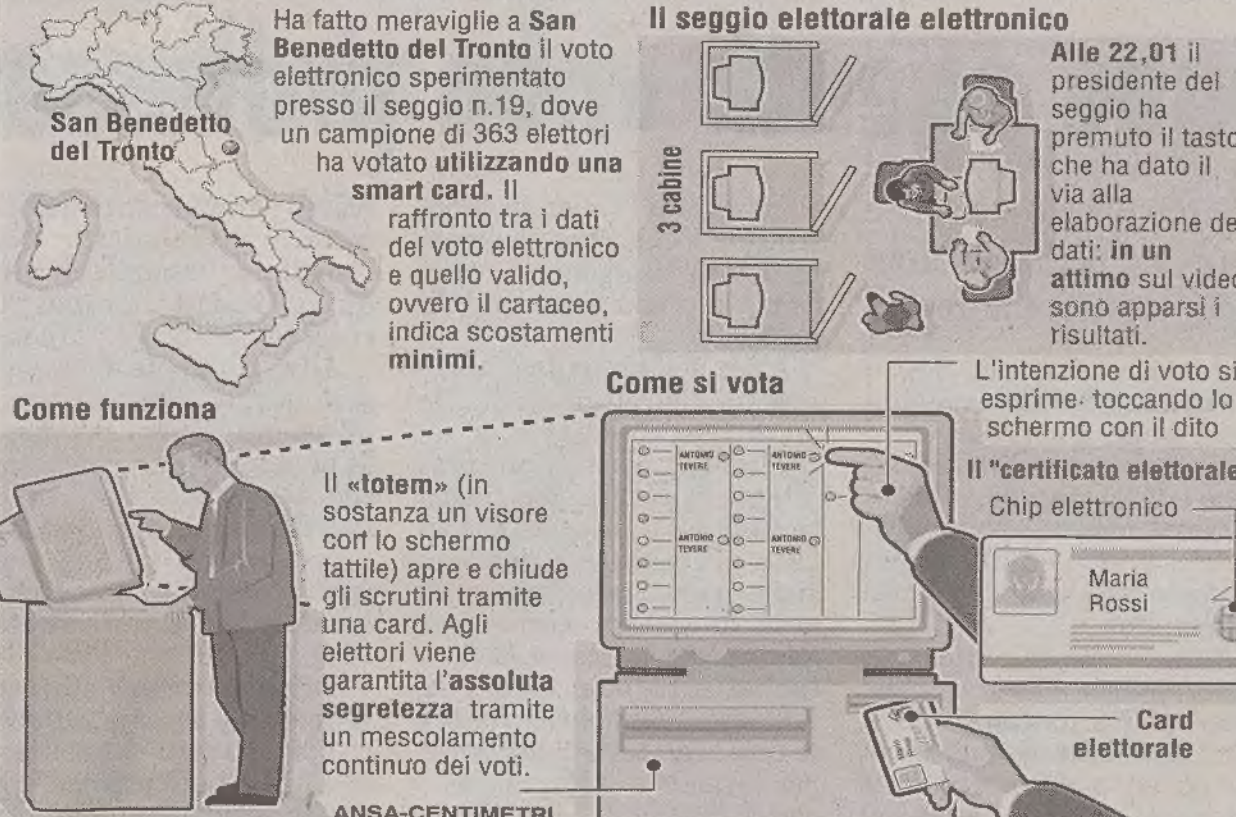 Ha fatto meraviglie a San
Benedetto del Tronto il voto
elettronico sperimentato
presso il seggio n.19, dove
un campione di 363 elettori
ha votato utilizzando una
smart card. Il
raffronto tra i dati
del voto elettronico
e quello valido,
ovvero il cartaceo,
indica scostamenti
minimi.
San Benedetto
del Tronto
Il seggio elettorale elettronico
3 cabine
Alle 22,01 il
presidente del
seggio ha
premuto il tasto
che ha dato il
via alla
elaborazione de
dati: in un
attimo sul video
sono apparsi i
risultati.
Come funziona
Il «totem» (in
sostanza un visore
con lo schermo
tattile) apre e chiude
gli scrutini tramite
una card. Agli
elettori viene
garantita l'assoluta
segretezza tramite
un mescolamento
continuo dei voti.
ANSA-CENTIMETRI
Come si vota
L'intenzione di voto si
esprime toccando lo
schermo con il dito
ANTONIO
TEVERE
ANTONIO
TEVERE
ANTONIO
TEVERE
ANTONIO
TEVERE
Il "certificato elettorale
Chip elettronico
Maria
Rossi
Card
elettorale